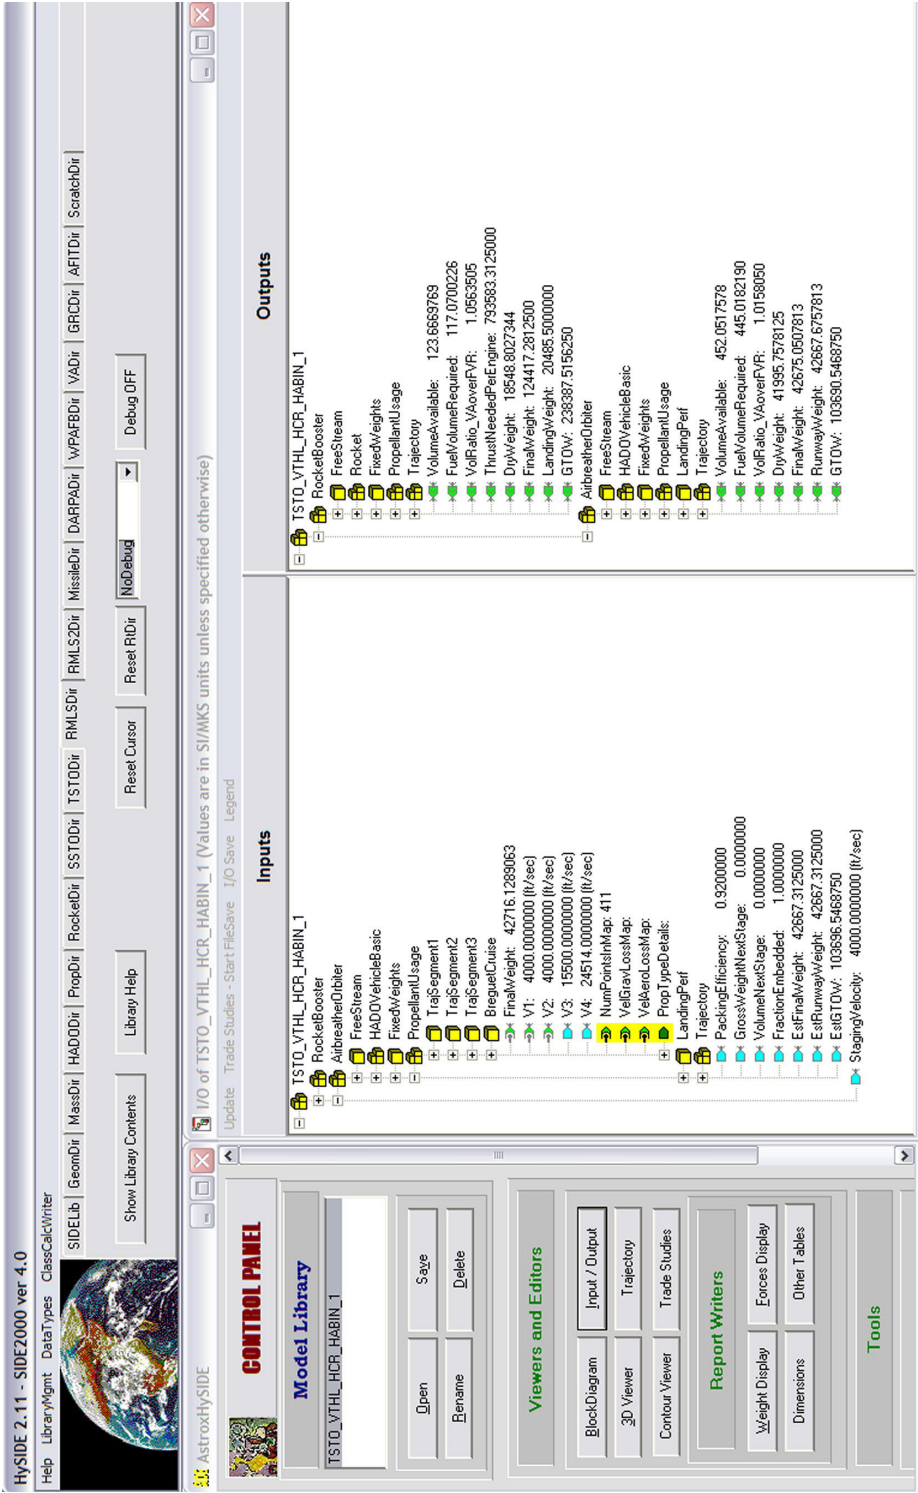 HySIDE 2.11 - SIDE2000 ver 4.0
Help LibraryMgmt DataTypes ClassCalcWriter
SIDELib GeomDir MassDir HADODir PropDir RocketDir SSTODir TSTODir RMLSDir RMLS2Dir MissileDir DARPADir WPAFBDir VADir GRCDir AFITDir ScratchDir
Show Library Contents Library Help Reset Cursor Reset RtDir NoDebug Debug OFF
AstroxHySIDE
CONTROL PANEL
Model Library
TSTO_VTHL_HCR_HABIN_1
Open Save
Rename Delete
Viewers and Editors
BlockDiagram Input / Output
3D Viewer Trajectory
Contour Viewer Trade Studies
Report Writers
Weight Display Forces Display
Dimensions Other Tables
Tools
I/O of TSTO_VTHL_HCR_HABIN_1 (Values are in SI/MKS units unless specified otherwise)
Update Trade Studies - Start FileSave I/O Save Legend
Inputs
TSTO_VTHL_HCR_HABIN_1
RocketBooster
AirbreatherOrbiter
FreeStream
HADOVehicleBasic
FixedWeights
PropellantUsage
TrajSegment1
TrajSegment2
TrajSegment3
BreguetCruise
FinalWeight: 42716.1289063
V1: 4000.0000000 (ft/sec)
V2: 4000.0000000 (ft/sec)
V3: 15500.0000000 (ft/sec)
V4: 24514.0000000 (ft/sec)
NumPointsInMap: 411
VelGravLossMap:
VelAeroLossMap:
PropTypeDetails:
LandingPerf
Trajectory
PackingEfficiency: 0.9200000
GrossWeightNextStage: 0.0000000
VolumeNextStage: 0.0000000
FractionEmbedded: 1.0000000
EstFinalWeight: 42667.3125000
EstRunwayWeight: 42667.3125000
EstGTOW: 103636.5468750
StagingVelocity: 4000.0000000 (ft/sec)
Outputs
TSTO_VTHL_HCR_HABIN_1
RocketBooster
FreeStream
Rocket
FixedWeights
PropellantUsage
Trajectory
VolumeAvailable: 123.6669769
FuelVolumeRequired: 117.0700226
VolRatio_VAoverFVR: 1.0563505
ThrustNeededPerEngine: 793583.3125000
DryWeight: 18548.8027344
FinalWeight: 124417.2812500
LandingWeight: 20485.5000000
GTOW: 238387.5156250
AirbreatherOrbiter
FreeStream
HADOVehicleBasic
FixedWeights
PropellantUsage
LandingPerf
Trajectory
VolumeAvailable: 452.0517578
FuelVolumeRequired: 445.0182190
VolRatio_VAoverFVR: 1.0158050
DryWeight: 41995.7578125
FinalWeight: 42675.0507813
RunwayWeight: 42667.6757813
GTOW: 103690.5468750